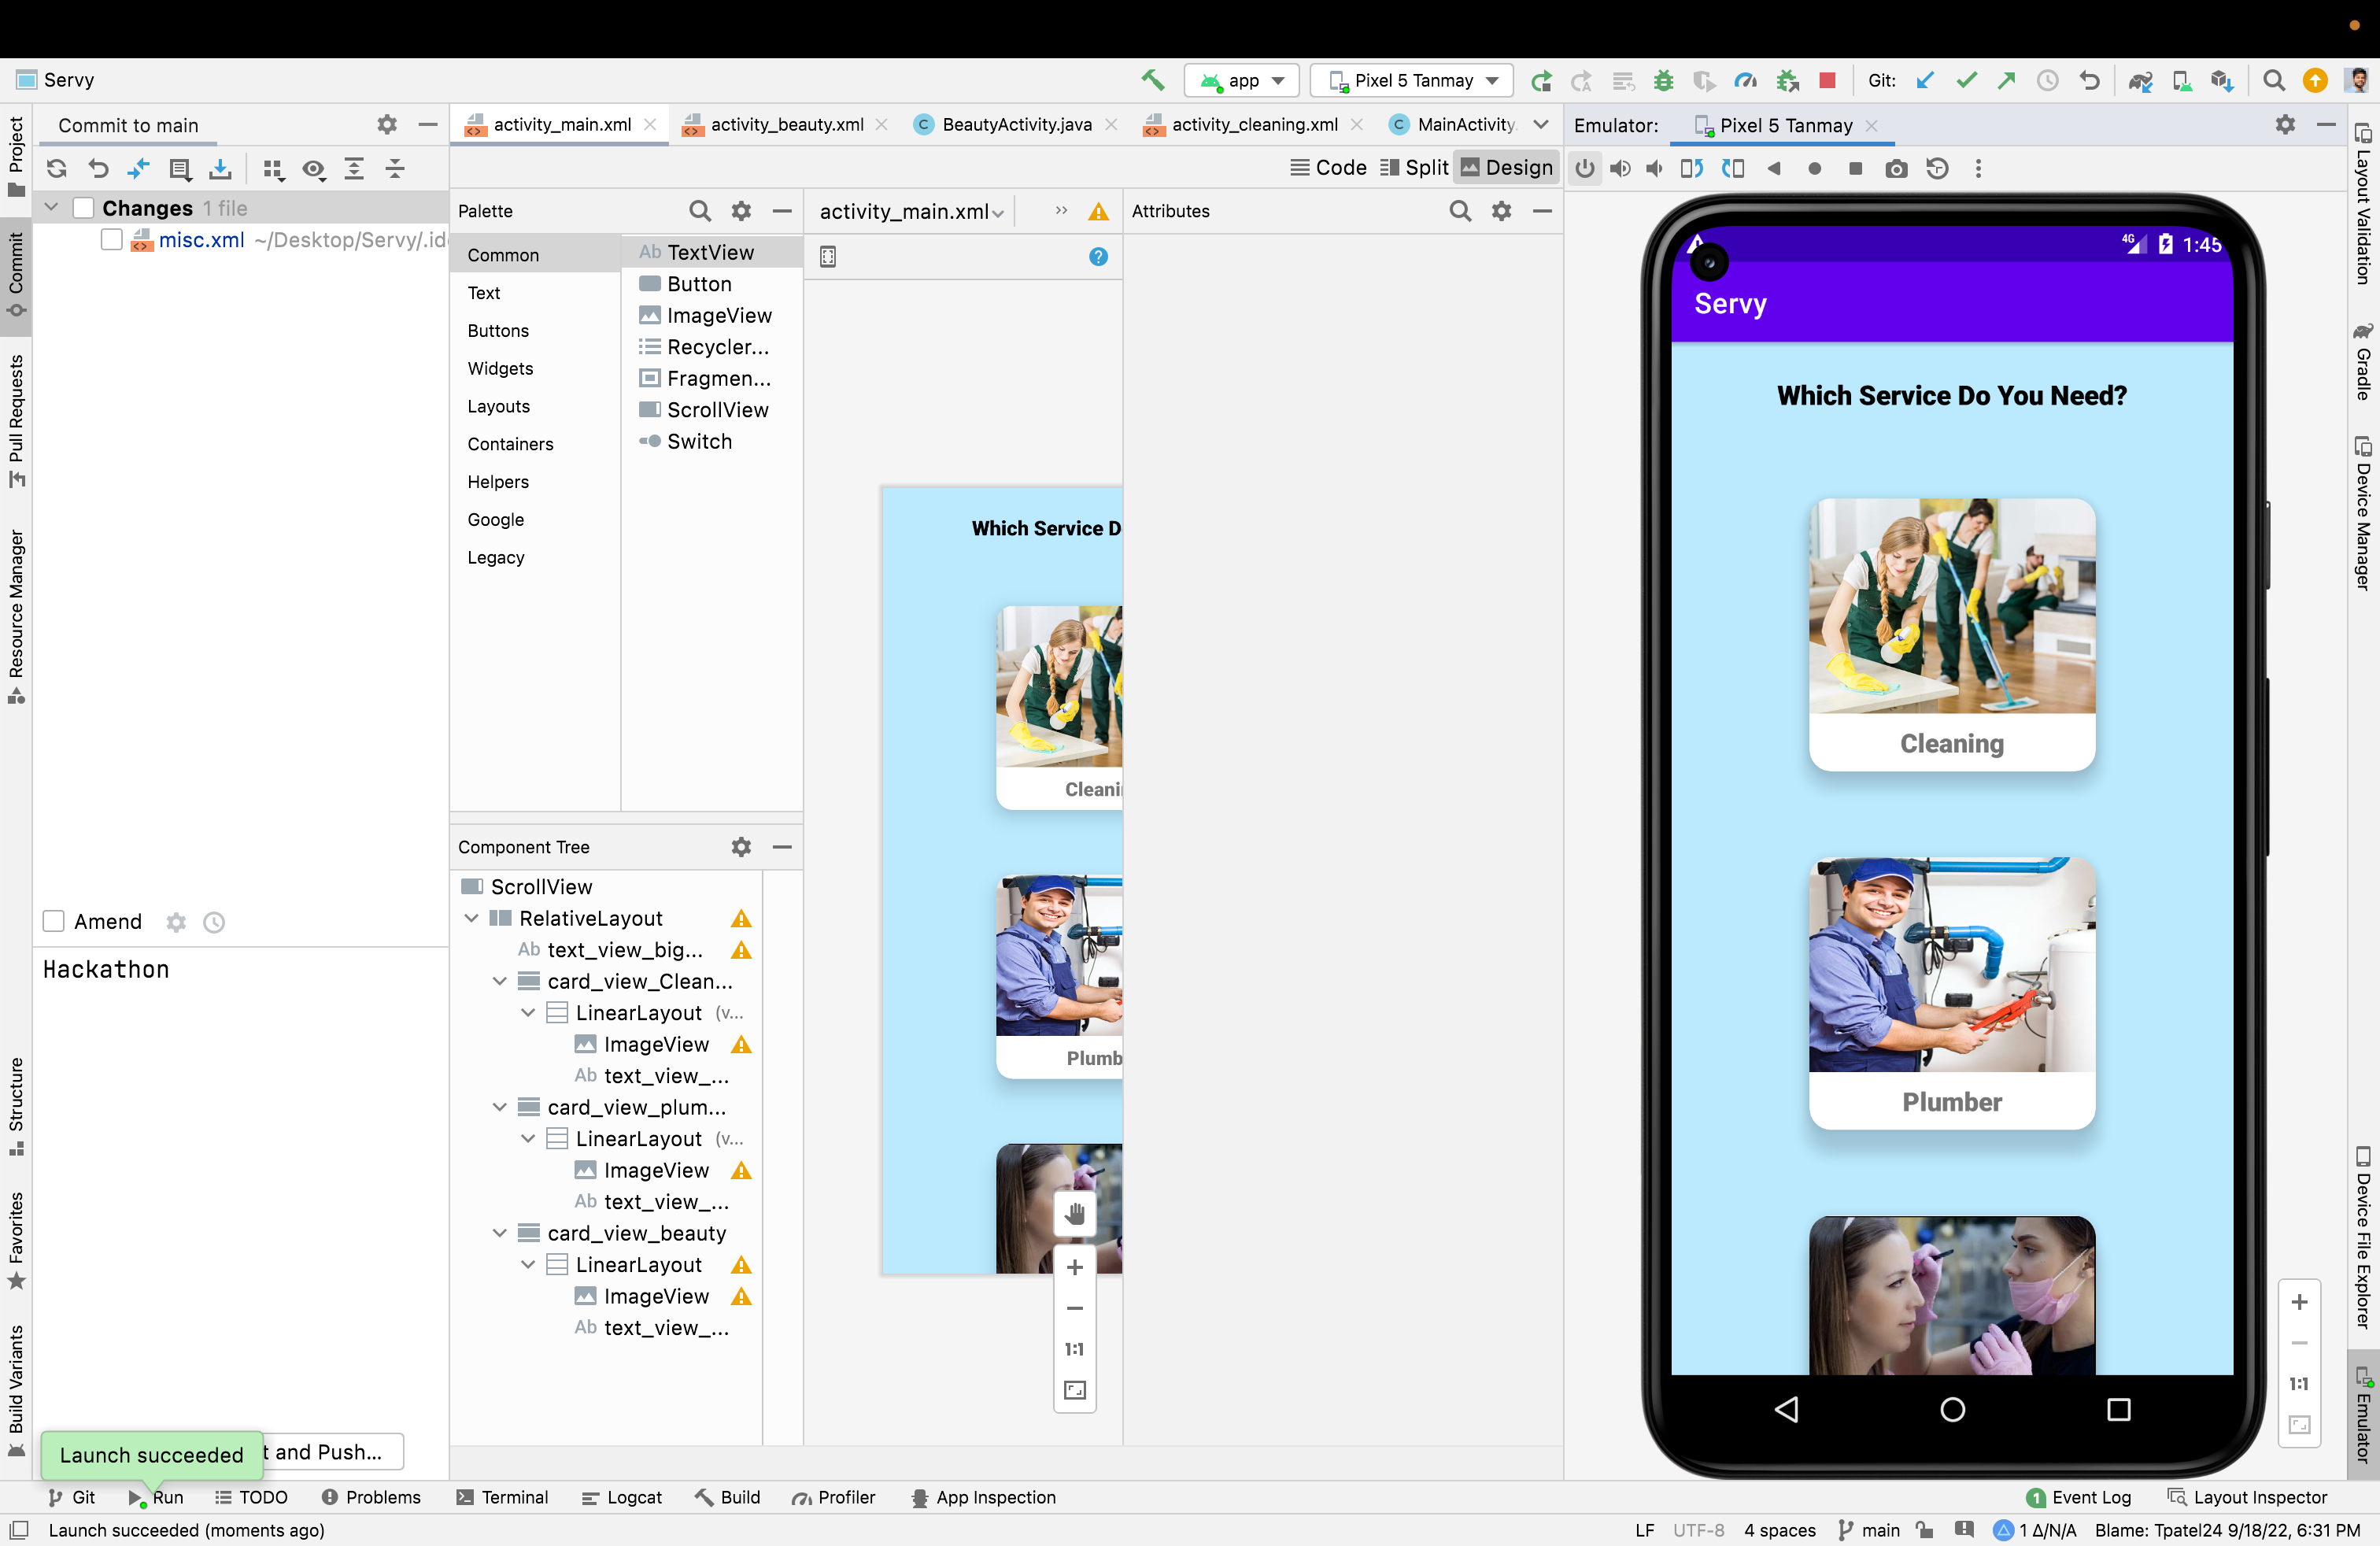 Servy
app
Pixel 5 Tanmay
Git:
Project
Commit
Pull Requests
Resource Manager
Structure
Favorites
Build Variants
Commit to main
Changes 1 file
misc.xml ~/Desktop/Servy/.id
Amend
Hackathon
t and Push...
Launch succeeded
activity_main.xml
activity_beauty.xml
BeautyActivity.java
activity_cleaning.xml
MainActivity.
Code
Split
Design
Palette
Common
Text
Buttons
Widgets
Layouts
Containers
Helpers
Google
Legacy
Ab TextView
Button
ImageView
Recycler...
Fragmen...
ScrollView
Switch
Component Tree
ScrollView
RelativeLayout
Ab text_view_big...
card_view_Clean...
LinearLayout (v...
ImageView
Ab text_view_...
card_view_plum...
LinearLayout (v...
ImageView
Ab text_view_...
card_view_beauty
LinearLayout
ImageView
Ab text_view_...
activity_main.xml
Which Service D
Cleani
Plumb
1:1
Attributes
Emulator:
Pixel 5 Tanmay
4G
1:45
Servy
Which Service Do You Need?
Cleaning
Plumber
1:1
Layout Validation
Gradle
Device Manager
Device File Explorer
Emulator
Git
Run
TODO
Problems
Terminal
Logcat
Build
Profiler
App Inspection
1 Event Log
Layout Inspector
Launch succeeded (moments ago)
LF
UTF-8
4 spaces
main
1 Δ/N/A
Blame: Tpatel24 9/18/22, 6:31 PM